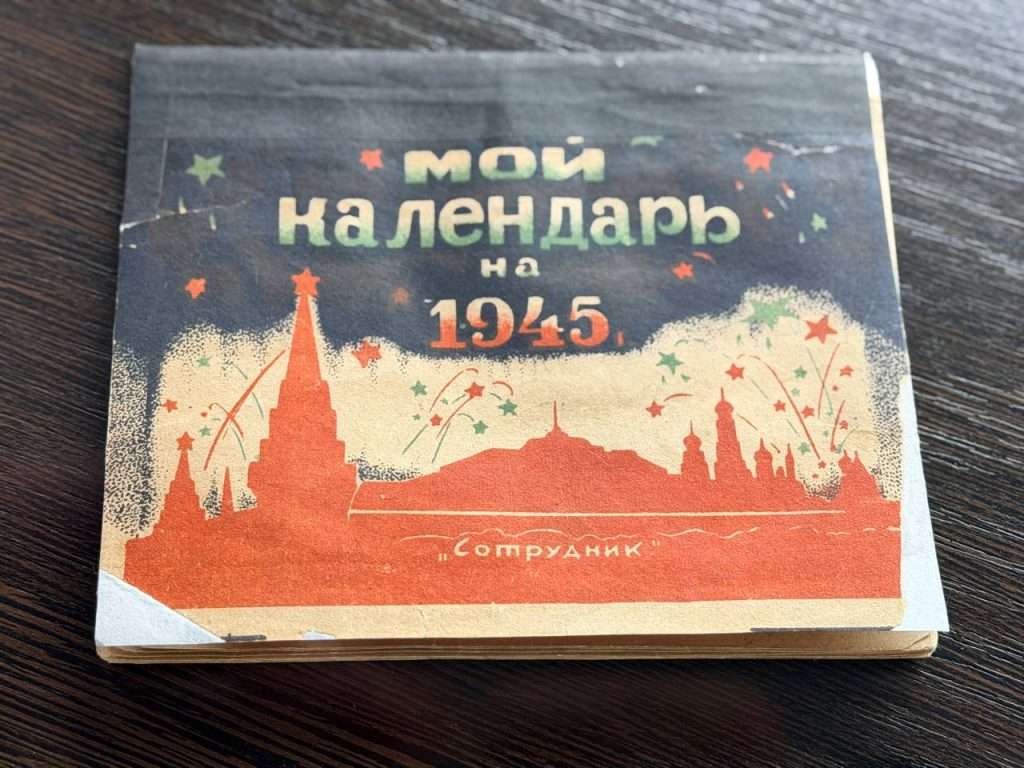 мой
календарь
на
1945
„Сотрудник"